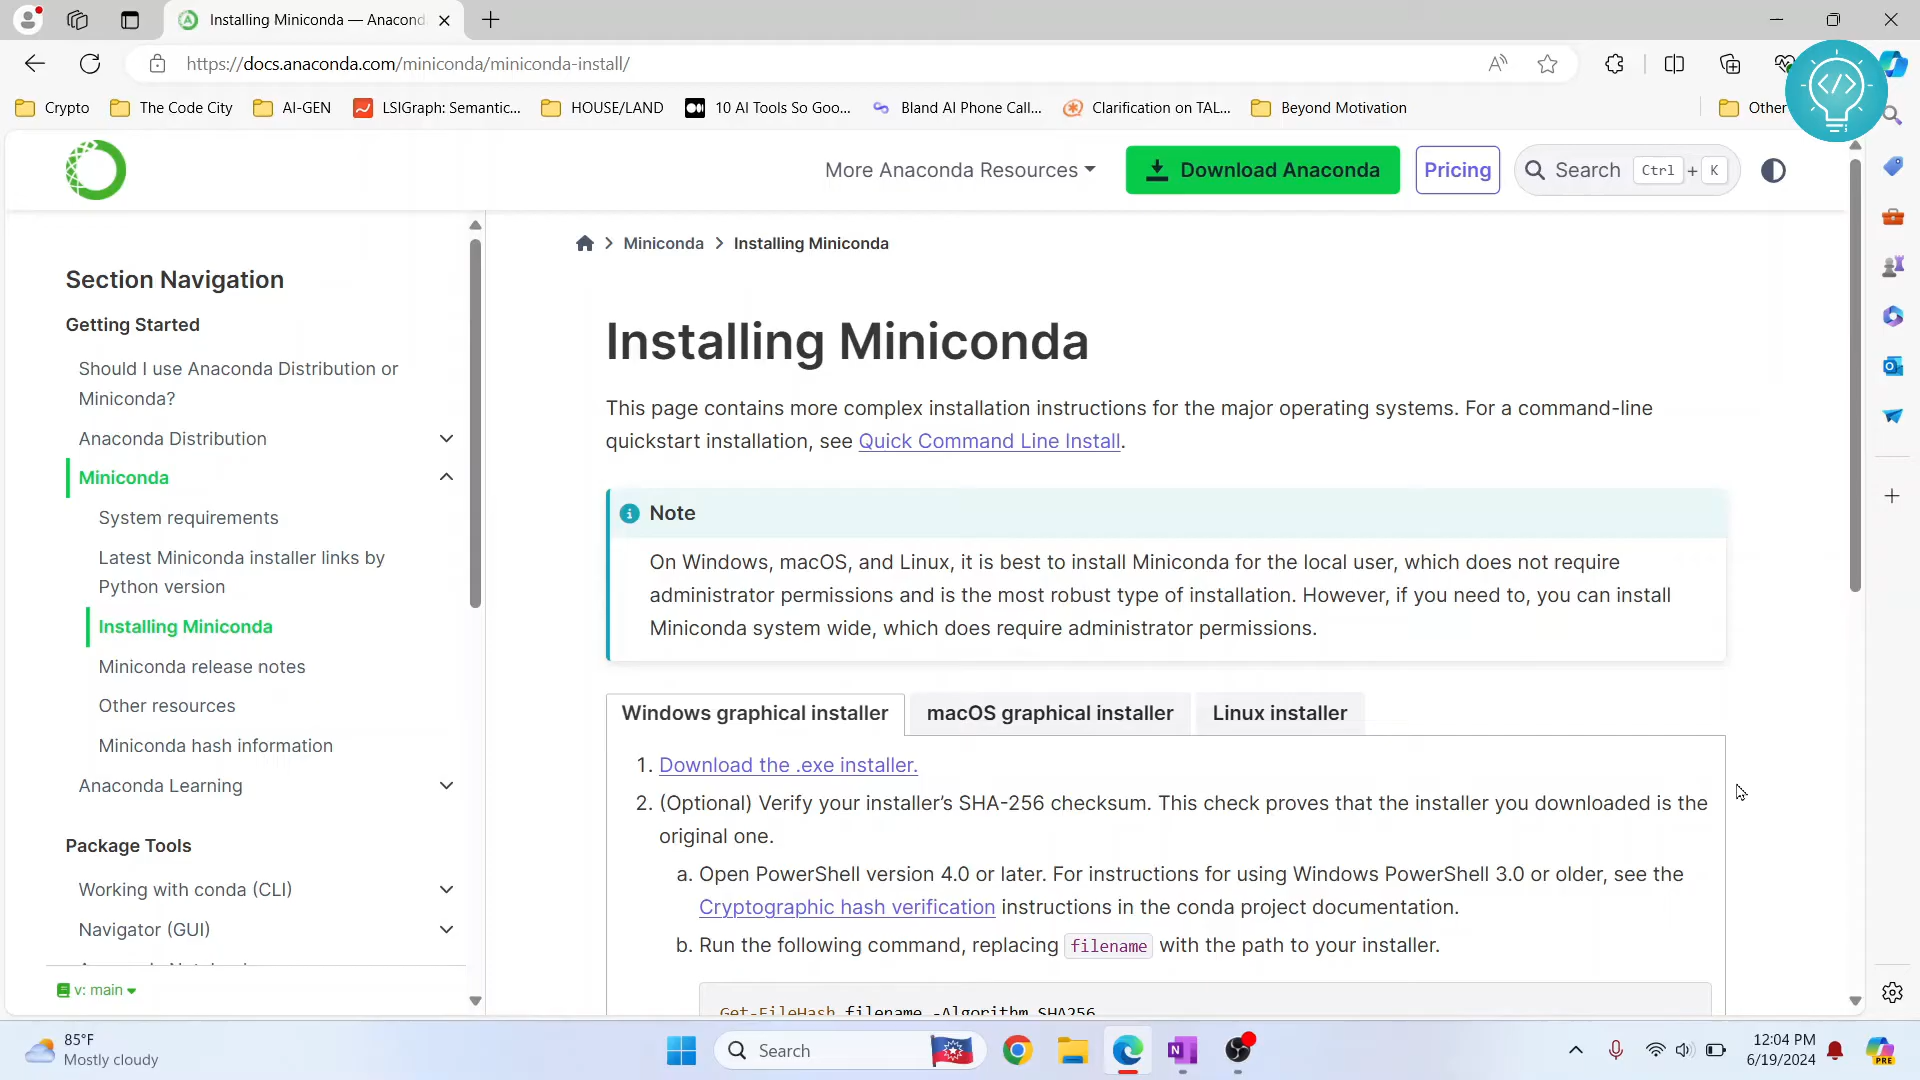 Installing Miniconda — Anacond
https://docs.anaconda.com/miniconda/miniconda-install/
Crypto
The Code City
AI-GEN
LSIGraph: Semantic...
HOUSE/LAND
10 AI Tools So Goo...
Bland AI Phone Call...
Clarification on TAL...
Beyond Motivation
Other
More Anaconda Resources
Download Anaconda
Pricing
Search Ctrl + K
Section Navigation
Getting Started
Should I use Anaconda Distribution or
Miniconda?
Anaconda Distribution
Miniconda
System requirements
Latest Miniconda installer links by
Python version
Installing Miniconda
Miniconda release notes
Other resources
Miniconda hash information
Anaconda Learning
Package Tools
Working with conda (CLI)
Navigator (GUI)
v: main
Miniconda > Installing Miniconda
Installing Miniconda
This page contains more complex installation instructions for the major operating systems. For a command-line
quickstart installation, see Quick Command Line Install.
Note
On Windows, macOS, and Linux, it is best to install Miniconda for the local user, which does not require
administrator permissions and is the most robust type of installation. However, if you need to, you can install
Miniconda system wide, which does require administrator permissions.
Windows graphical installer
macOS graphical installer
Linux installer
1. Download the .exe installer.
2. (Optional) Verify your installer’s SHA-256 checksum. This check proves that the installer you downloaded is the
original one.
a. Open PowerShell version 4.0 or later. For instructions for using Windows PowerShell 3.0 or older, see the
Cryptographic hash verification instructions in the conda project documentation.
b. Run the following command, replacing filename with the path to your installer.
Get-FileHash filename -Algorithm SHA256
85°F
Mostly cloudy
Search
12:04 PM
6/19/2024
PRE